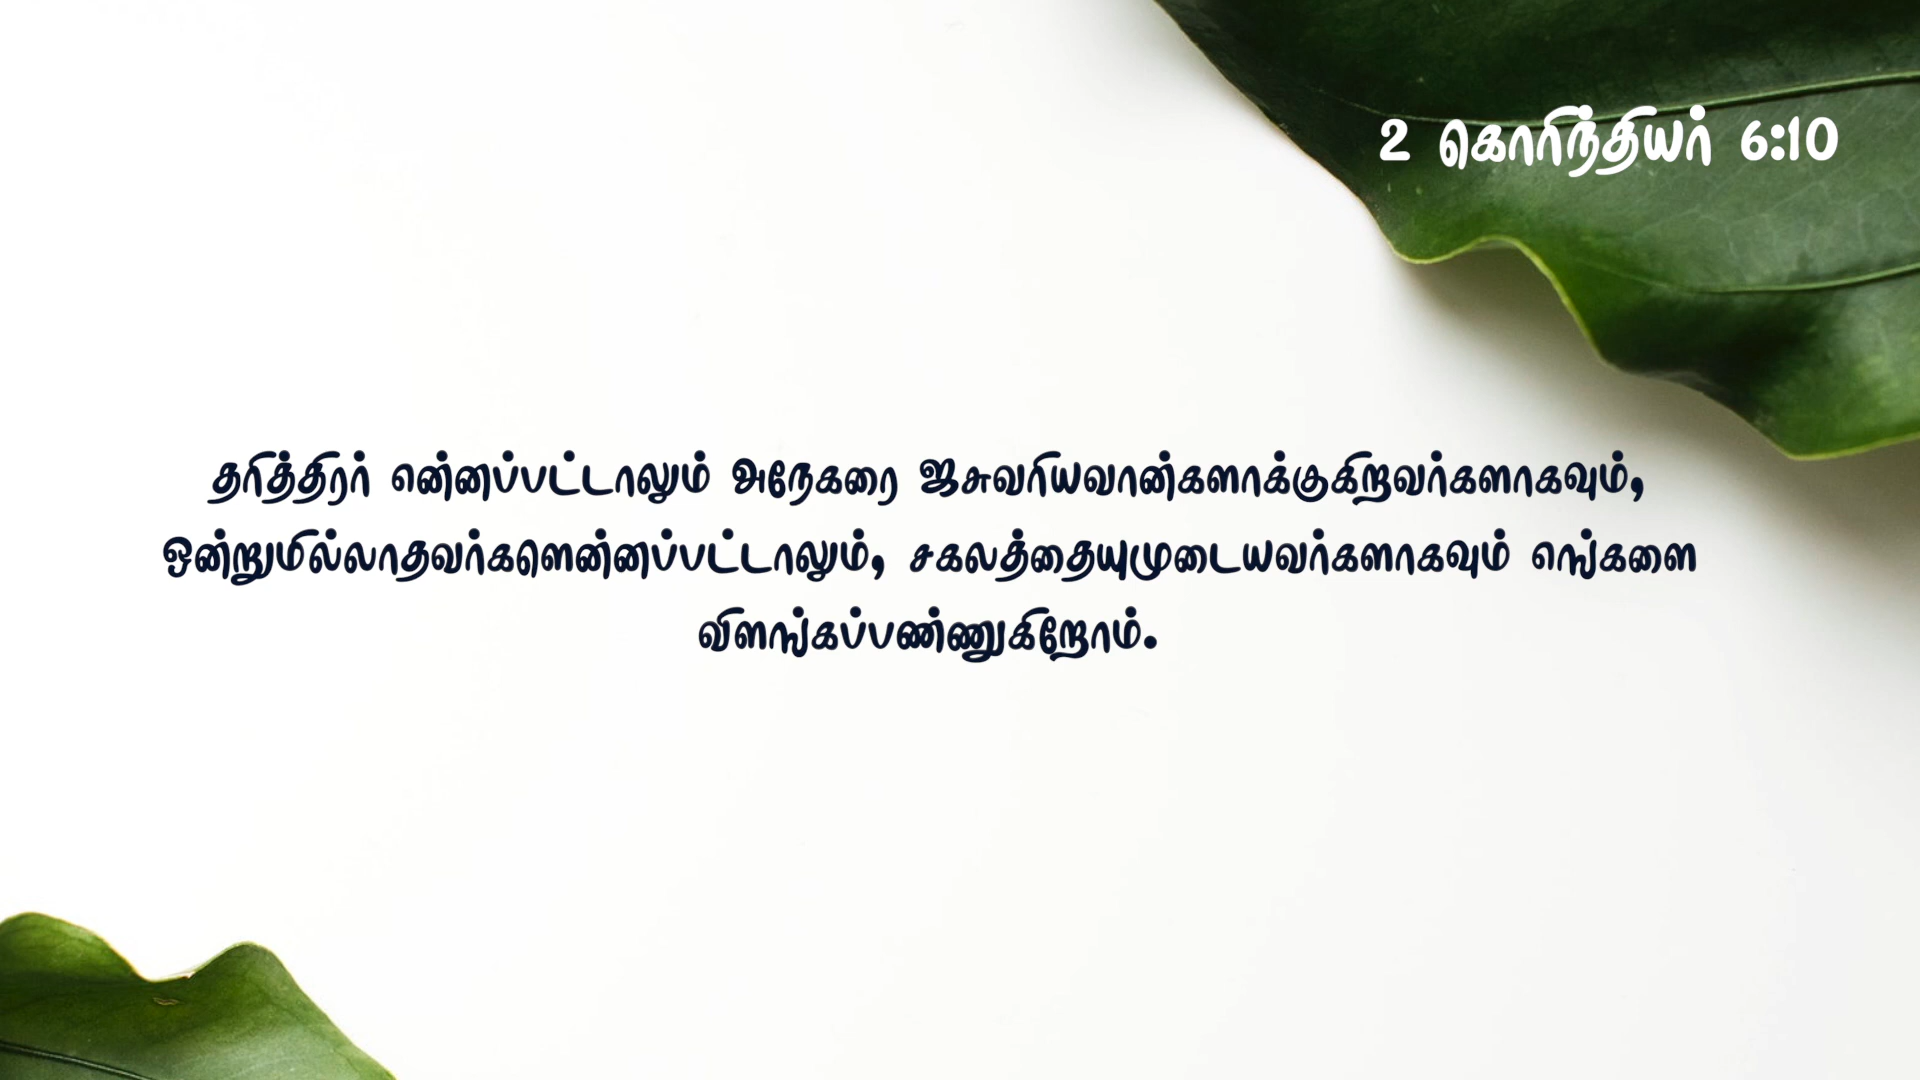 2 கொரிந்தியர் 6:10
தரித்திரர் என்னப்பட்டாலும் அநேகரை ஐசுவரியவான்களாக்குகிறவர்களாகவும்,
ஒன்றுமில்லாதவர்களென்னப்பட்டாலும், சகலத்தையுமுடையவர்களாகவும் எங்களை
விளங்கப்பண்ணுகிறோம்.